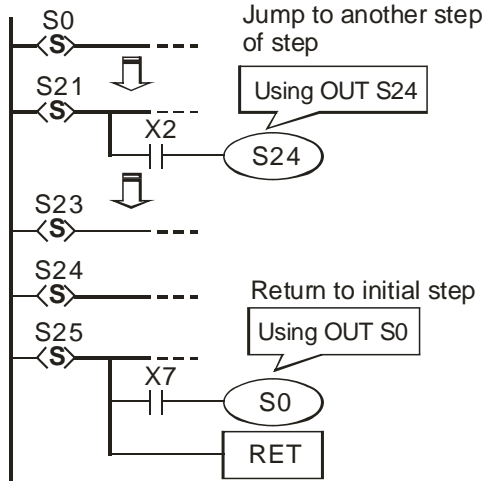 S0
Jump to another step
of step
S
S21
Using OUT S24
S
X2
S24
S23
S
S24
S
Return to initial step
S25
Using OUT S0
S
X7
S0
RET